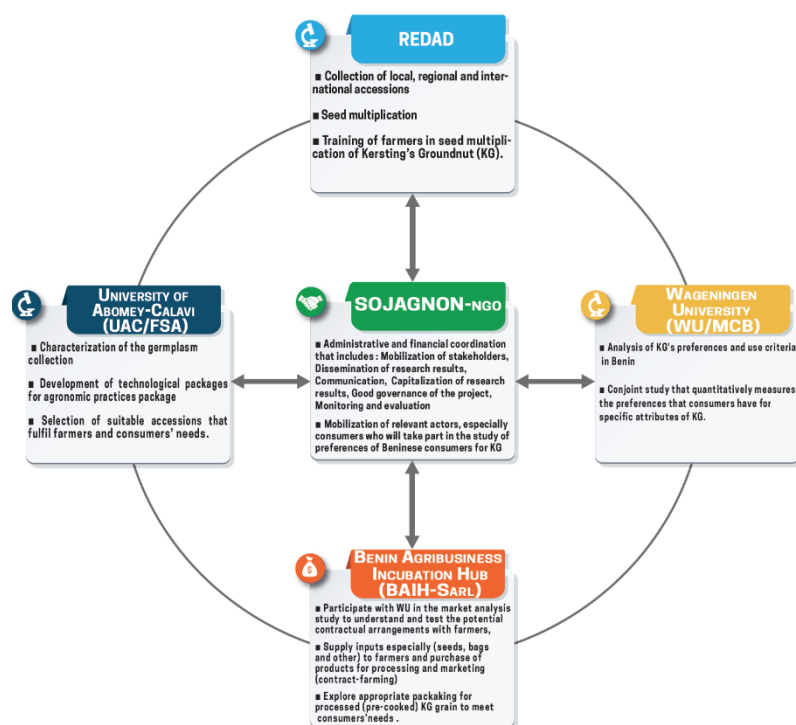 REDAD
■ Collection of local, regional and inter-
national accessions
■ Seed multiplication
■ Training of farmers in seed multipli-
cation of Kersting's Groundnut (KG).
UNIVERSITY OF
ABOMEY-CALAVI
(UAC/FSA)
■ Characterization of the germplasm
collection
■ Development of technological packages
for agronomic practices package
■ Selection of suitable accessions that
fulfil farmers and consumers' needs.
SOJAGNON-NGO
■ Administrative and financial coordination
that includes : Mobilization of stakeholders,
Dissemination of research results,
Communication, Capitalization of research
results, Good governance of the project,
Monitoring and evaluation
■ Mobilization of relevant actors, especially
consumers who will take part in the study of
preferences of Beninese consumers for KG
WAGENINGEN
UNIVERSITY
(WU/MCB)
■ Analysis of KG's preferences and use criteria
in Benin
■ Conjoint study that quantitatively measures
the preferences that consumers have for
specific attributes of KG.
BENIN AGRIBUSINESS
INCUBATION HUB
(BAIH-SARL)
■ Participate with WU in the market analysis
study to understand and test the potential
contractual arrangements with farmers,
■ Supply inputs especially (seeds, bags
and other) to farmers and purchase of
products for processing and marketing
(contract-farming)
■ Explore appropriate packaking for
processed (pre-cooked) KG grain to meet
consumers'needs .